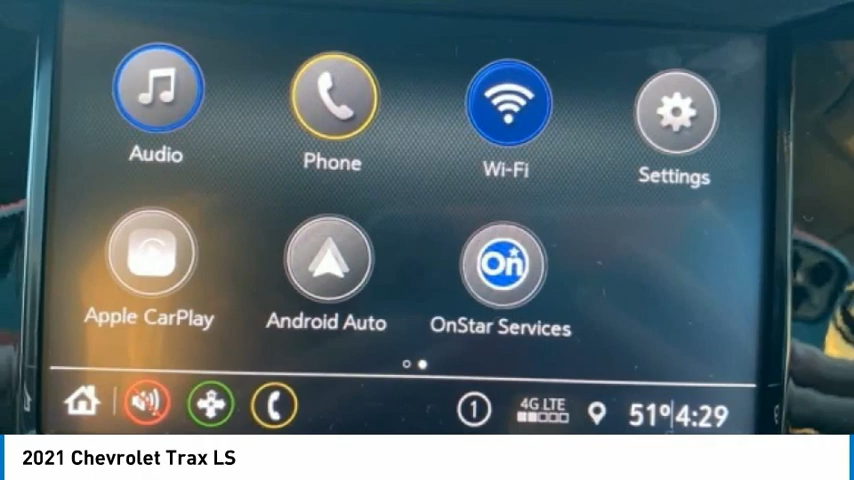 Audio
Phone
Wi-Fi
Settings
Apple CarPlay
Android Auto
On
OnStar Services
1
4G LTE
51° 4:29
2021 Chevrolet Trax LS